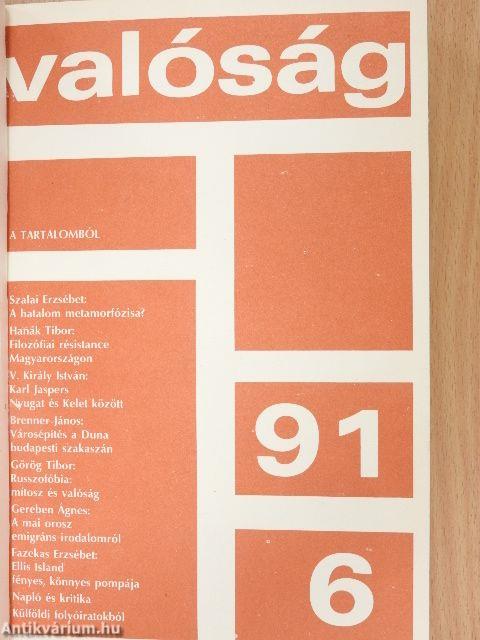 valóság
A TARTALOMBÓL
Szalai Erzsébet:
A hatalom metamorfózisa?
Hanák Tibor:
Filozófiai résistance
Magyarországon
V. Király István:
Karl Jaspers
Nyugat és Kelet között
Brenner János:
Városépítés a Duna
budapesti szakaszán
Görög Tibor:
Russzofóbia:
mítosz és valóság
Gereben Ágnes:
A mai orosz
emigráns irodalomról
Fazekas Erzsébet:
Ellis Island
fényes, könnyes pompája
Napló és kritika
Külföldi folyóiratokból
91
6
Antikvárium.hu